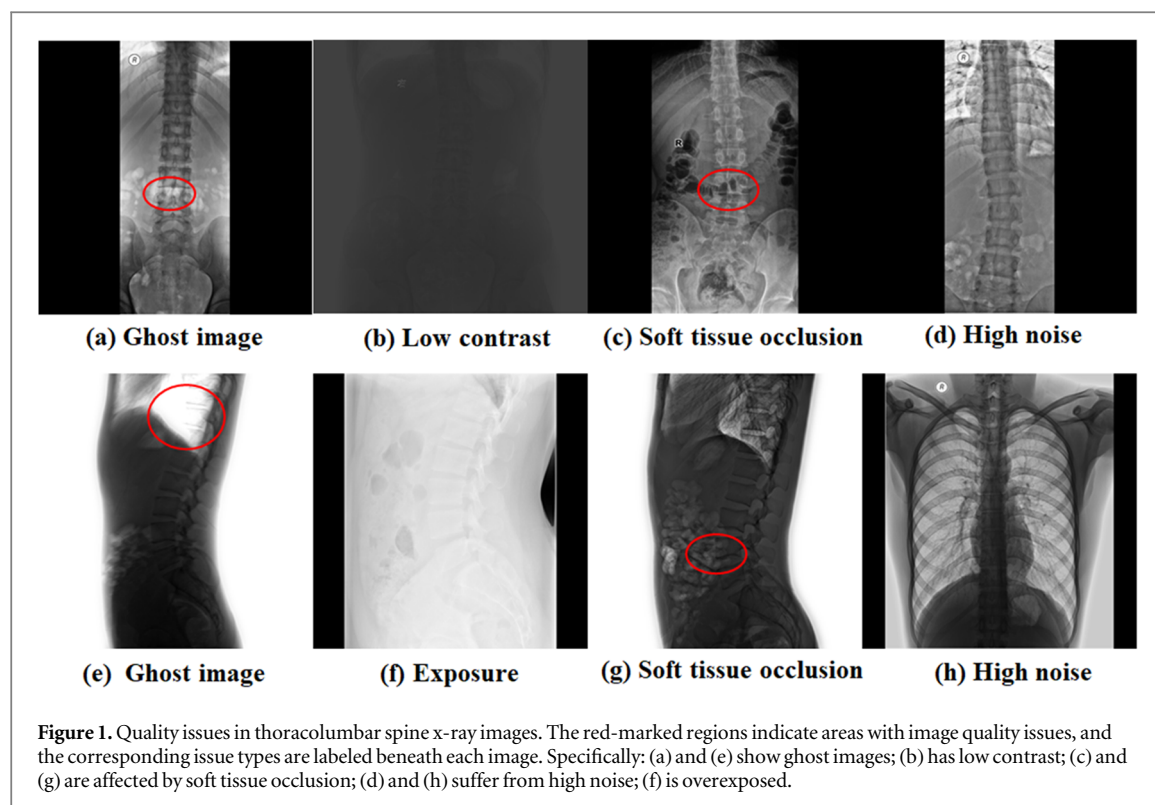 R
R
R
(a) Ghost image
(b) Low contrast
(c) Soft tissue occlusion
(d) High noise
R
(e) Ghost image
(f) Exposure
(g) Soft tissue occlusion
(h) High noise
Figure 1. Quality issues in thoracolumbar spine x-ray images. The red-marked regions indicate areas with image quality issues, and
the corresponding issue types are labeled beneath each image. Specifically: (a) and (e) show ghost images; (b) has low contrast; (c) and
(g) are affected by soft tissue occlusion; (d) and (h) suffer from high noise; (f) is overexposed.